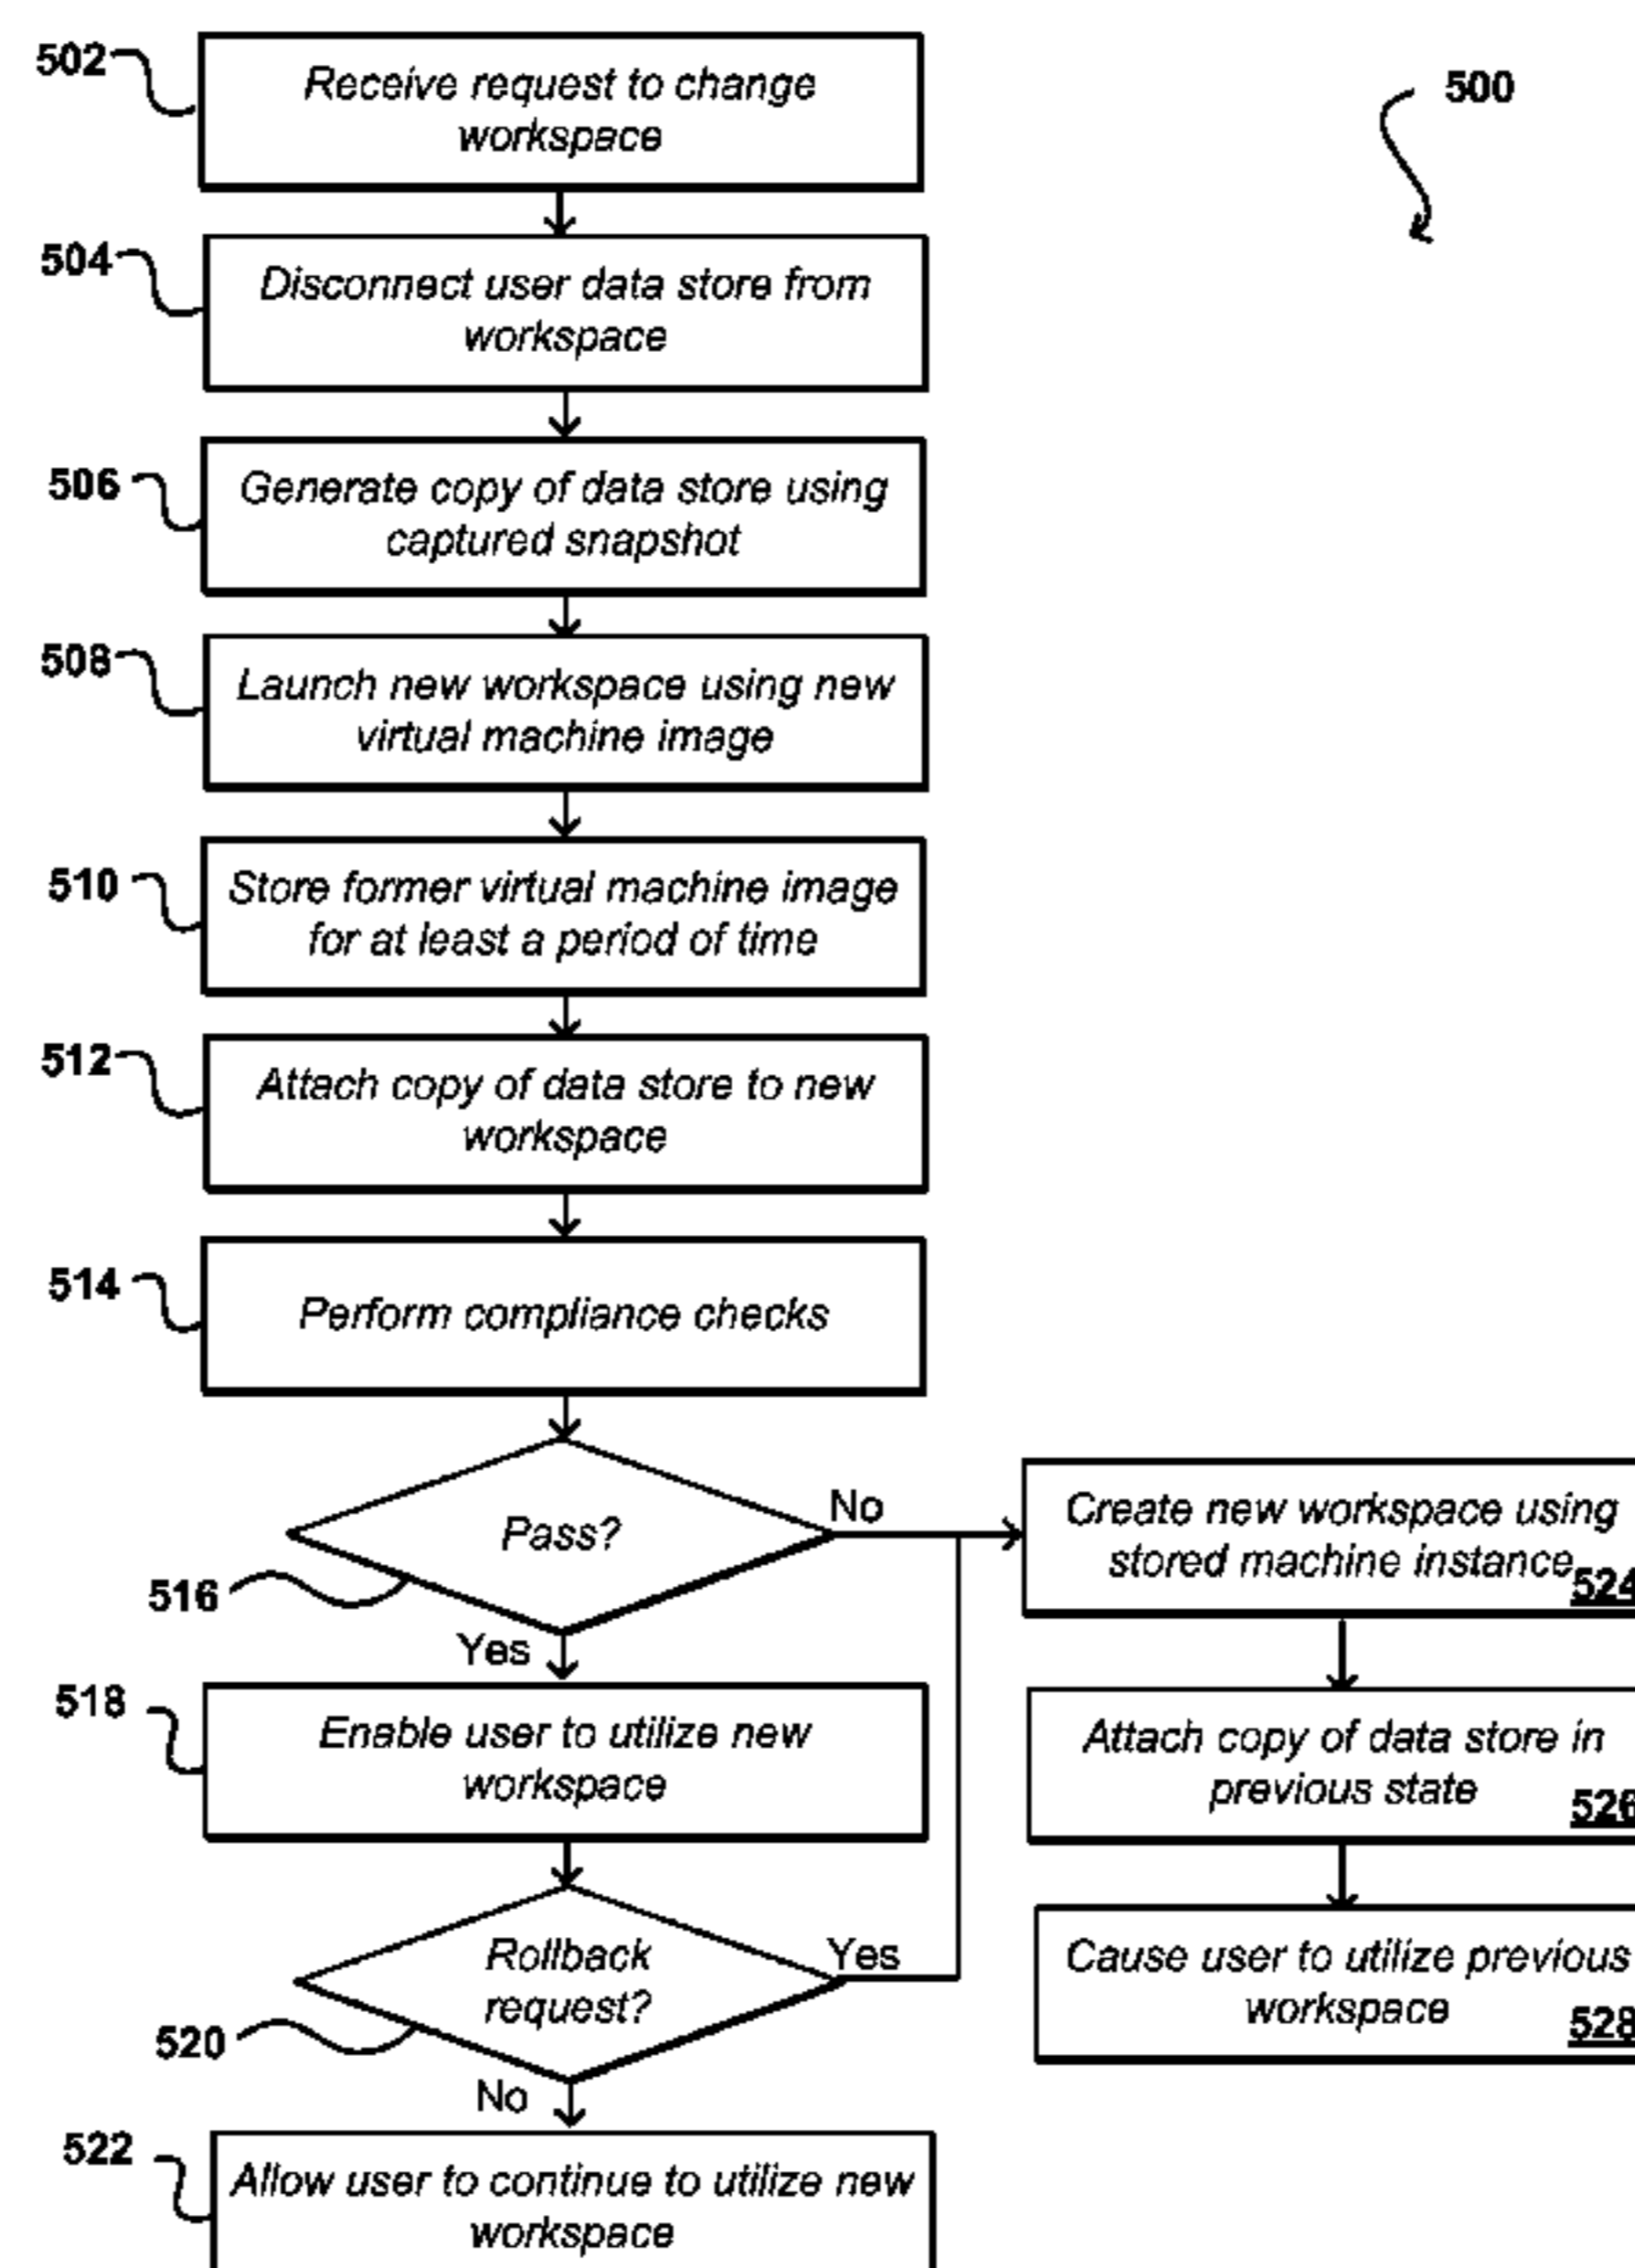 502
Receive request to change
workspace
500
504
Disconnect user data store from
workspace
506
Generate copy of data store using
captured snapshot
508
Launch new workspace using new
virtual machine image
510
Store former virtual machine image
for at least a period of time
512
Attach copy of data store to new
workspace
514
Perform compliance checks
Pass?
516
No
Yes
Create new workspace using
stored machine instance
524
518
Enable user to utilize new
workspace
Attach copy of data store in
previous state
526
Rollback
request?
520
Yes
No
Cause user to utilize previous
workspace
528
522
Allow user to continue to utilize new
workspace